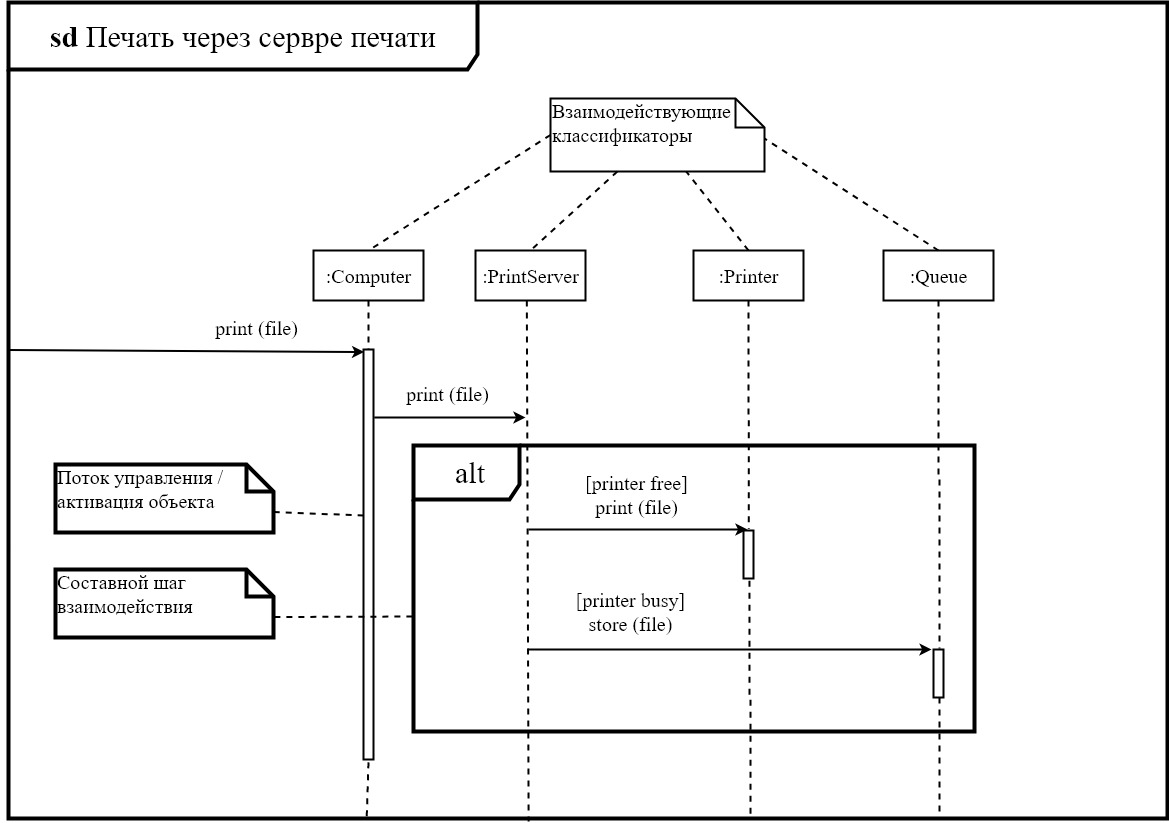 sd Печать через сервре печати
Взаимодействующие
классификаторы
:Computer
:PrintServer
:Printer
:Queue
print (file)
print (file)
Поток управления /
активация объекта
alt
[printer free]
print (file)
Составной шаг
взаимодействия
[printer busy]
store (file)